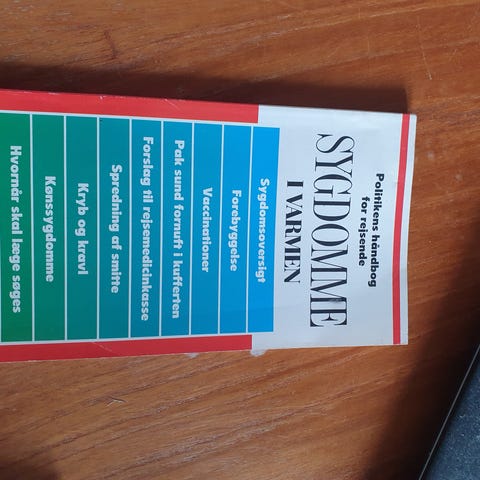 Politikens håndbog
for rejsende
SYGDOMME
I VARMEN
Sygdomsoversigt
Forebyggelse
Vaccinationer
Pak sund fornuft i kufferten
Forslag til rejsemedicinkasse
Spredning af smitte
Kryb og kravl
Kønssygdomme
Hvornår skal læge søges